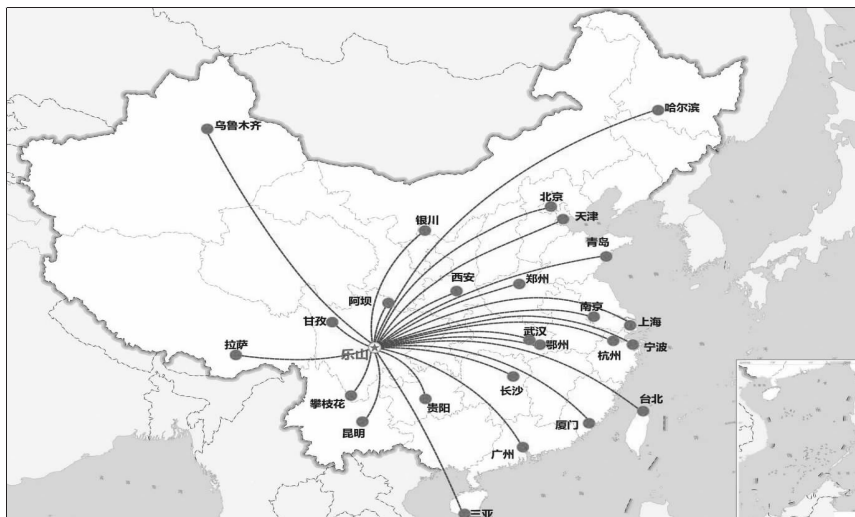 哈尔滨
乌鲁木齐
北京
天津
银川
青岛
西安
郑州
阿坝
南京
甘孜
上海
武汉
拉萨
乐山
鄂州
杭州
宁波
长沙
攀枝花
贵阳
台北
昆明
厦门
广州
三亚